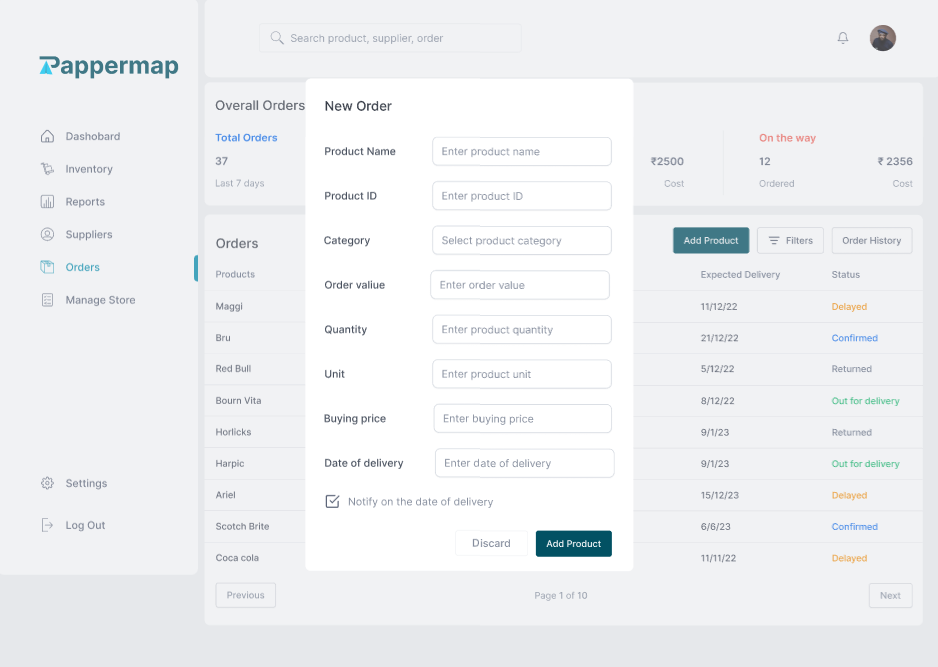 Pappermap
Search product, supplier, order
Dashobard
Inventory
Reports
Suppliers
Orders
Manage Store
Settings
Log Out
Overall Orders
Total Orders
37
Last 7 days
₹2500
Cost
On the way
12
₹ 2356
Ordered
Cost
Orders
Add Product
Filters
Order History
Products
Expected Delivery
Status
Maggi
11/12/22
Delayed
Bru
21/12/22
Confirmed
Red Bull
5/12/22
Returned
Bourn Vita
8/12/22
Out for delivery
Horlicks
9/1/23
Returned
Harpic
9/1/23
Out for delivery
Ariel
15/12/23
Delayed
Scotch Brite
6/6/23
Confirmed
Coca cola
11/11/22
Delayed
Previous
Page 1 of 10
Next
New Order
Product Name
Enter product name
Product ID
Enter product ID
Category
Select product category
Order valiue
Enter order value
Quantity
Enter product quantity
Unit
Enter product unit
Buying price
Enter buying price
Date of delivery
Enter date of delivery
Notify on the date of delivery
Discard
Add Product